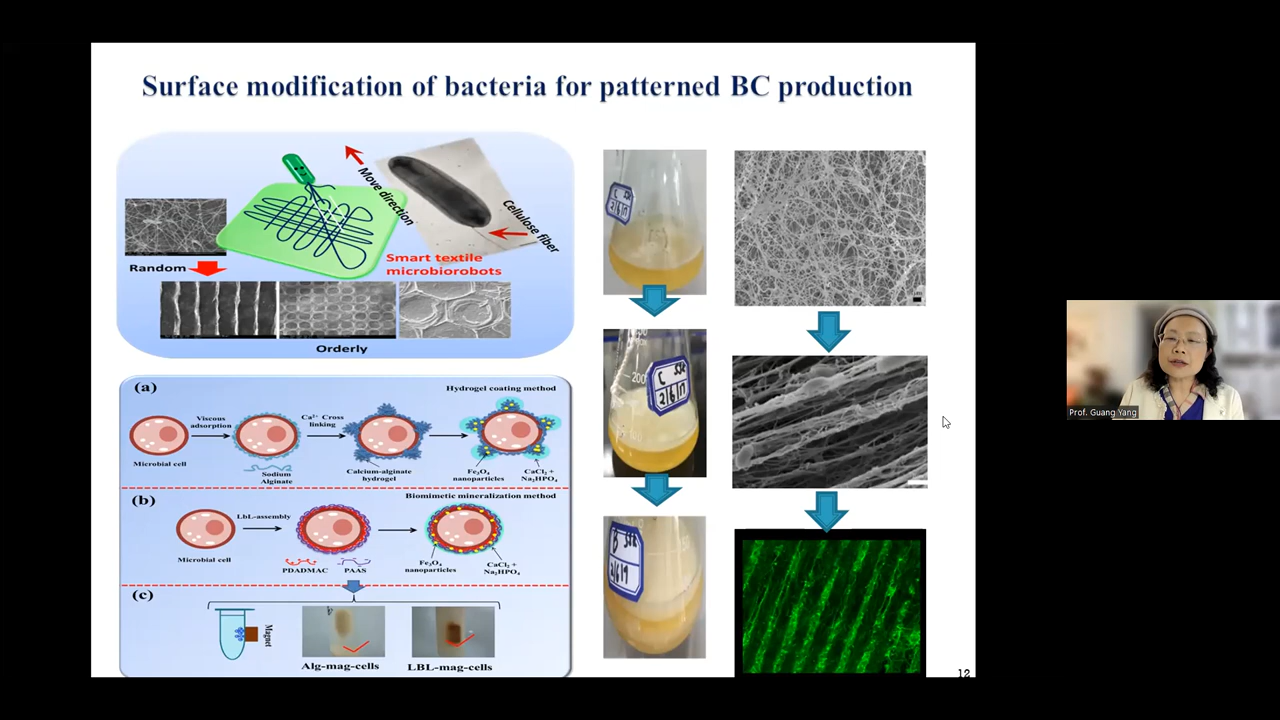 Surface modification of bacteria for patterned BC production
Move direction
Cellulose fiber
Smart textile
microbiorobots
Random
Orderly
(a)
Hydrogel coating method
Viscous
adsorption
Ca²⁺ Cross
linking
Microbial cell
Sodium
Alginate
Calcium-alginate
hydrogel
Fe₃O₄
nanoparticles
CaCl₂ +
Na₂HPO₄
(b)
Biomimetic mineralization method
LbL-assembly
Microbial cell
PDADMAC
PAAS
Fe₃O₄
nanoparticles
CaCl₂ +
Na₂HPO₄
(c)
Magnet
Alg-mag-cells
LBL-mag-cells
C
200
C
B
12
Prof. Guang Yang